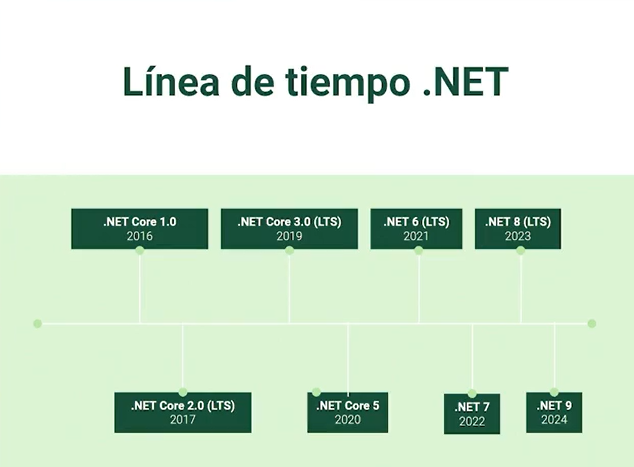 Línea de tiempo .NET
.NET Core 1.0
2016
.NET Core 3.0 (LTS)
2019
.NET 6 (LTS)
2021
.NET 8 (LTS)
2023
.NET Core 2.0 (LTS)
2017
.NET Core 5
2020
.NET 7
2022
.NET 9
2024